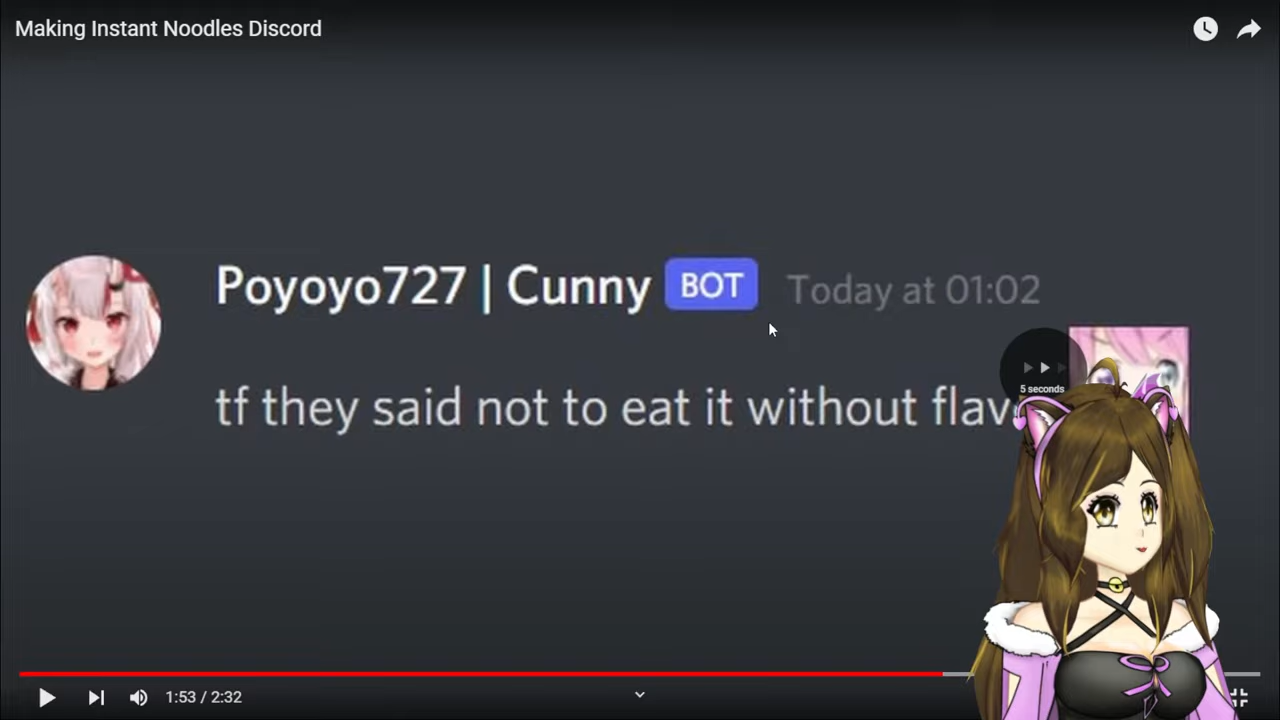 Making Instant Noodles Discord
Poyoyo727 | Cunny BOT Today at 01:02
tf they said not to eat it without
5 seconds
1:53 / 2:32